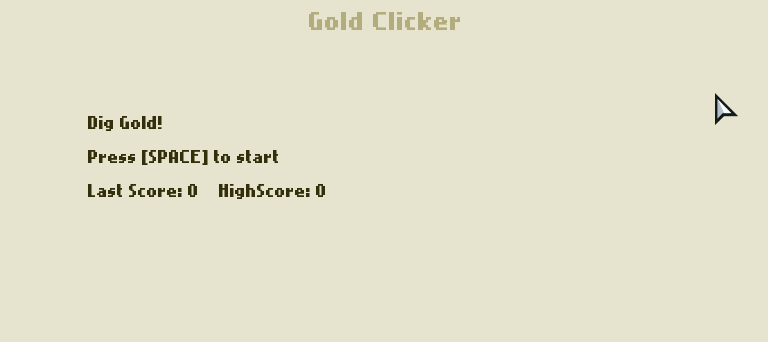 Gold Clicker
Dig Gold!
Press [SPACE] to start
Last Score: 0 HighScore: 0